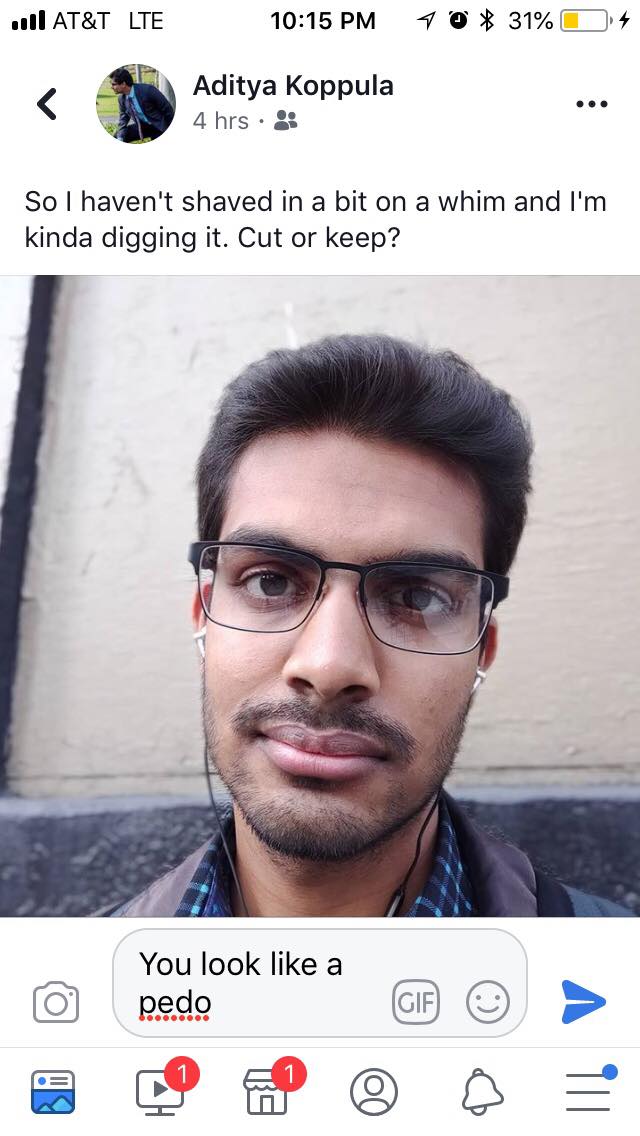 AT&T LTE 10:15 PM 31%
Aditya Koppula
4 hrs ·
So I haven't shaved in a bit on a whim and I'm
kinda digging it. Cut or keep?
You look like a
pedo
GIF
1 1